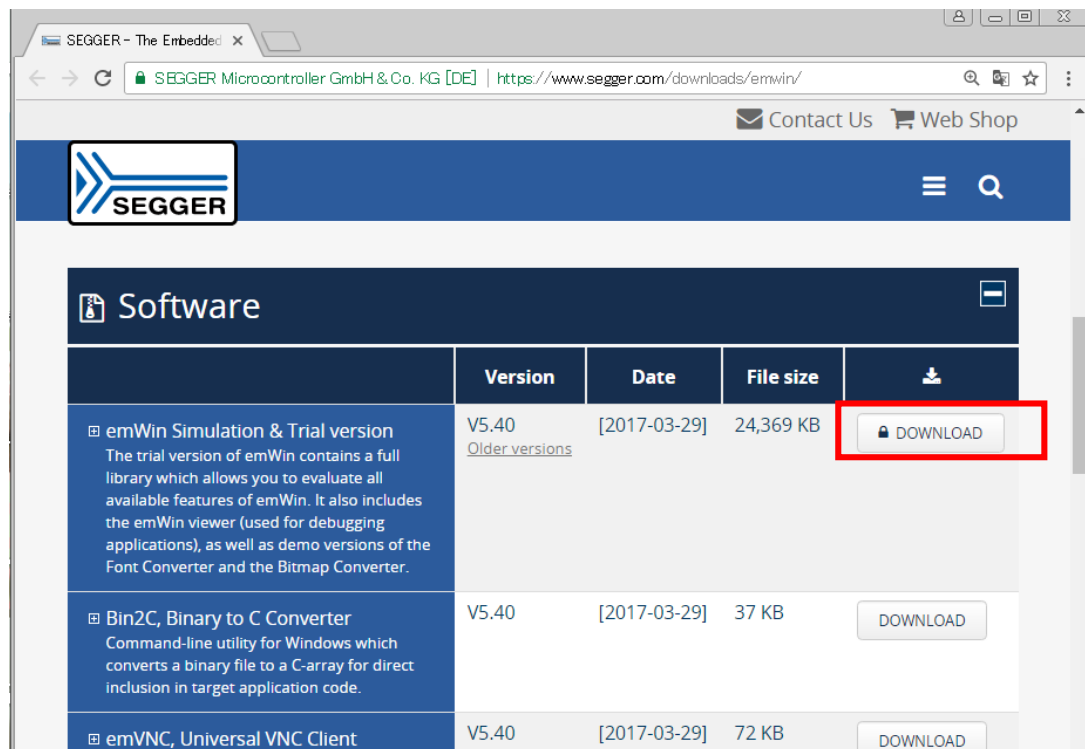 SEGGER - The Embedded
SEGGER Microcontroller GmbH & Co. KG [DE] | https://www.segger.com/downloads/emwin/
Contact Us Web Shop
SEGGER
Software
Version Date File size
emWin Simulation & Trial version V5.40 [2017-03-29] 24,369 KB DOWNLOAD
Older versions
The trial version of emWin contains a full
library which allows you to evaluate all
available features of emWin. It also includes
the emWin viewer (used for debugging
applications), as well as demo versions of the
Font Converter and the Bitmap Converter.
Bin2C, Binary to C Converter V5.40 [2017-03-29] 37 KB DOWNLOAD
Command-line utility for Windows which
converts a binary file to a C-array for direct
inclusion in target application code.
emVNC, Universal VNC Client V5.40 [2017-03-29] 72 KB DOWNLOAD